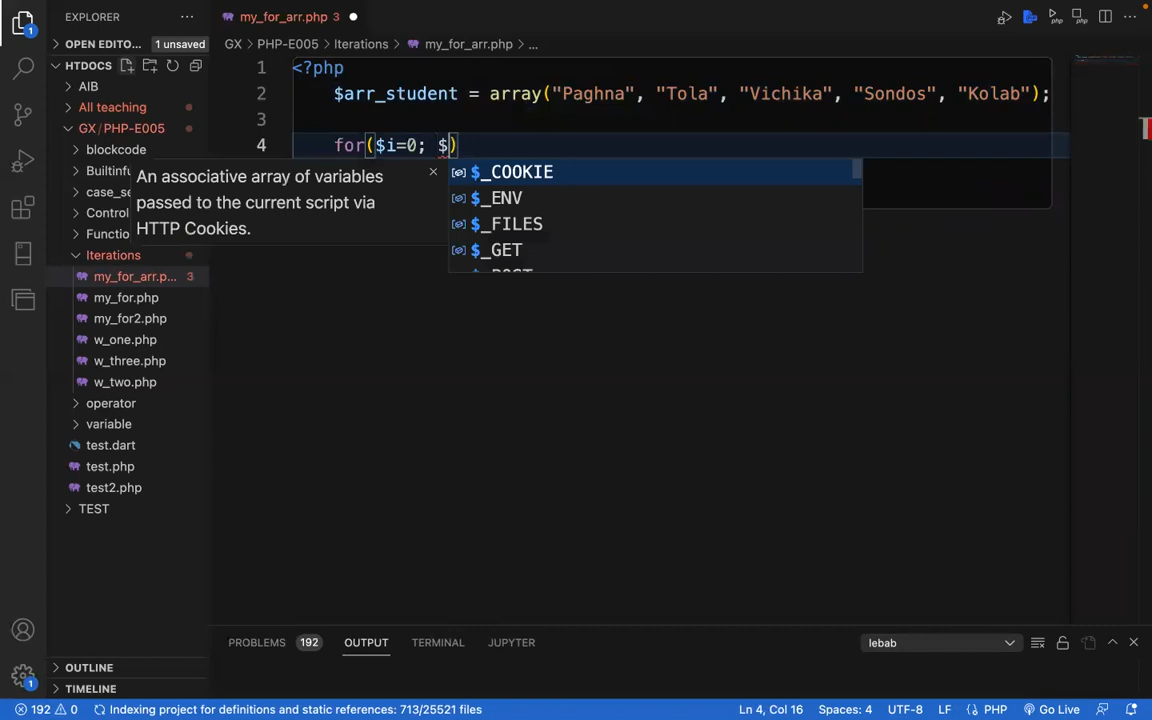 EXPLORER
my_for_arr.php 3
1
OPEN EDITO... 1 unsaved
GX > PHP-E005 > Iterations > my_for_arr.php > ...
HTDOCS
AIB
All teaching
GX/PHP-E005
blockcode
Builtinfu
case_se
Control
Functio
Iterations
my_for_arr.p... 3
my_for.php
my_for2.php
w_one.php
w_three.php
w_two.php
operator
variable
test.dart
test.php
test2.php
TEST
1 <?php
2 $arr_student = array("Paghna", "Tola", "Vichika", "Sondos", "Kolab");
3
4 for($i=0; $)
An associative array of variables
passed to the current script via
HTTP Cookies.
$_COOKIE
$_ENV
$_FILES
$_GET
$_POST
PROBLEMS 192 OUTPUT TERMINAL JUPYTER lebab
OUTLINE
TIMELINE
1
192 0 Indexing project for definitions and static references: 713/25521 files Ln 4, Col 16 Spaces: 4 UTF-8 LF {} PHP Go Live